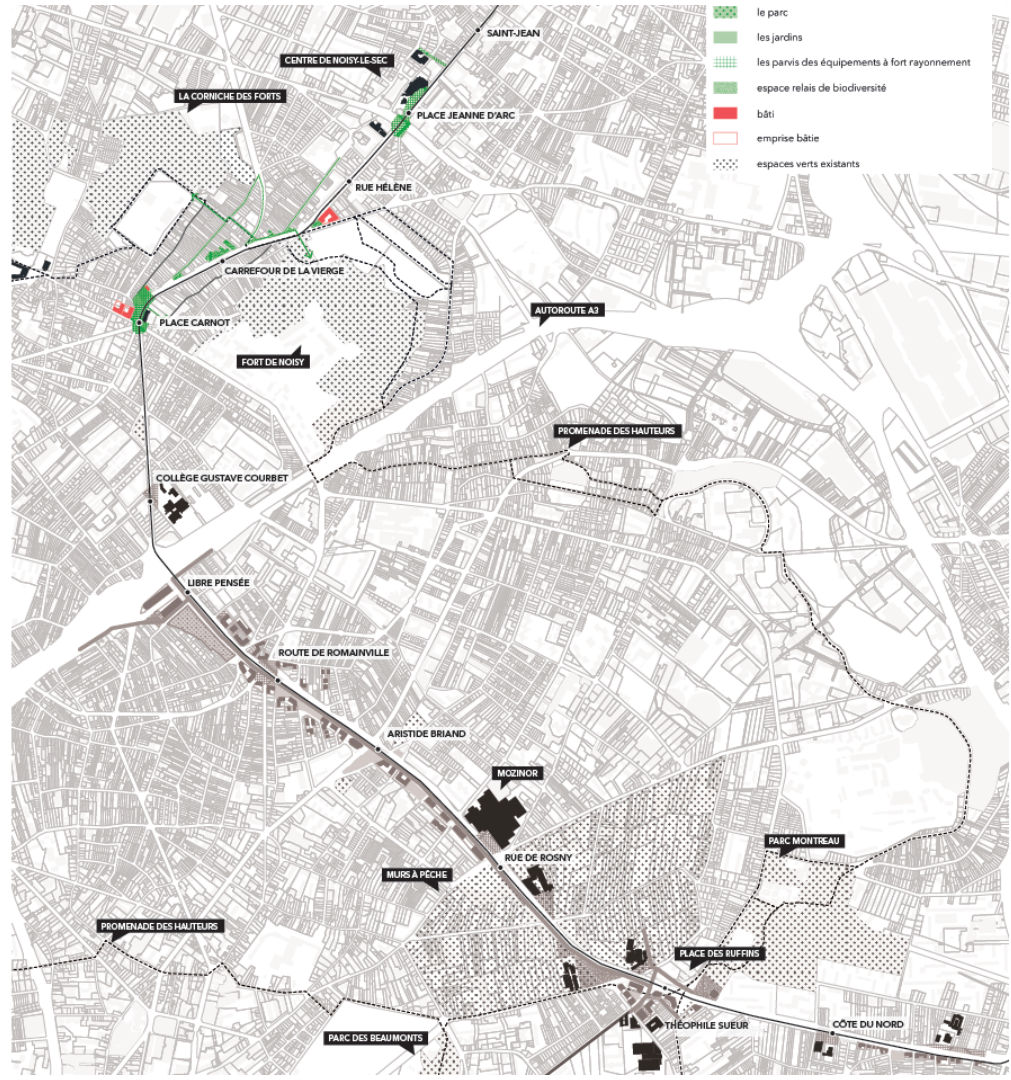 le parc
SAINT-JEAN
les jardins
CENTRE DE NOISY-LE-SEC
les parvis des équipements à fort rayonnement
espace relais de biodiversité
LA CORNICHE DES FORTS
bâti
PLACE JEANNE D'ARC
emprise bâtie
espaces verts existants
RUE HÉLÈNE
CARREFOUR DE LA VIERGE
AUTOROUTE A3
PLACE CARNOT
FORT DE NOISY
PROMENADE DES HAUTEURS
COLLÈGE GUSTAVE COURBET
LIBRE PENSÉE
ROUTE DE ROMAINVILLE
ARISTIDE BRIAND
MOZINOR
PARC MONTREAU
RUE DE ROSNY
MURS À PÊCHE
PROMENADE DES HAUTEURS
PLACE DES RUFFINS
THÉOPHILE SUEUR
CÔTE DU NORD
PARC DES BEAUMONTS